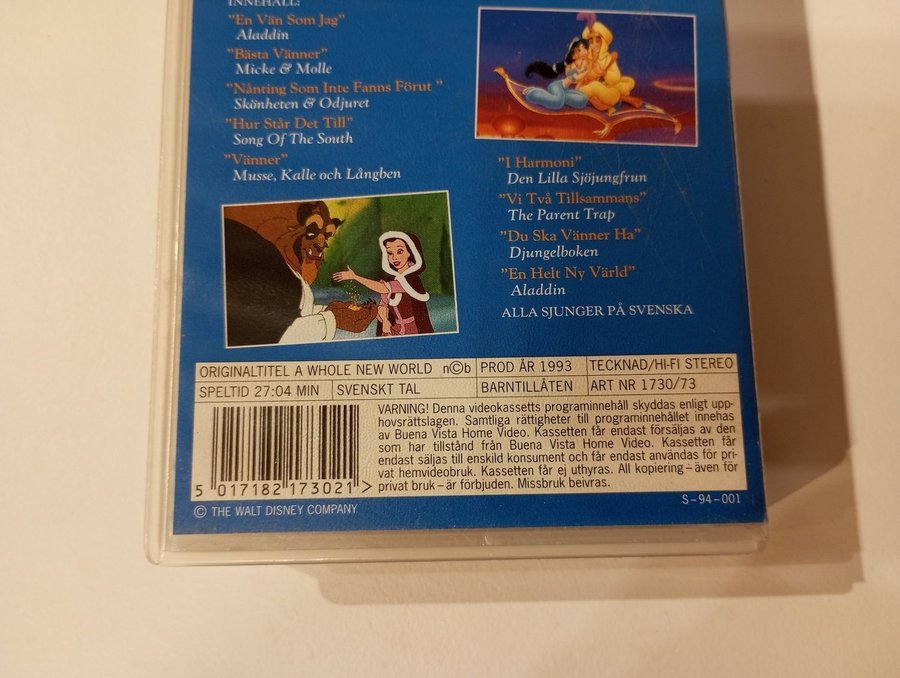 INNEHÅLL:
"En Vän Som Jag"
Aladdin
"Bästa Vänner"
Micke & Molle
"Nånting Som Inte Fanns Förut "
Skönheten & Odjuret
"Hur Står Det Till"
Song Of The South
"Vänner"
Musse, Kalle och Långben
"I Harmoni"
Den Lilla Sjöjungfrun
"Vi Två Tillsammans"
The Parent Trap
"Du Ska Vänner Ha"
Djungelboken
"En Helt Ny Värld"
Aladdin
ALLA SJUNGER PÅ SVENSKA
ORIGINALTITEL A WHOLE NEW WORLD n©b PROD ÅR 1993 TECKNAD/HI-FI STEREO
SPELTID 27:04 MIN SVENSKT TAL BARNTILLÅTEN ART NR 1730/73
VARNING! Denna videokassetts programinnehåll skyddas enligt upp-
hovsrättslagen. Samtliga rättigheter till programinnehållet innehas
av Buena Vista Home Video. Kassetten får endast försäljas av den
som har tillstånd från Buena Vista Home Video. Kassetten får
endast säljas till enskild konsument och får endast användas för pri-
vat hemvideobruk. Kassetten får ej uthyras. All kopiering – även för
privat bruk – är förbjuden. Missbruk beivras.
5 017182 173021 >
© THE WALT DISNEY COMPANY
S-94-001